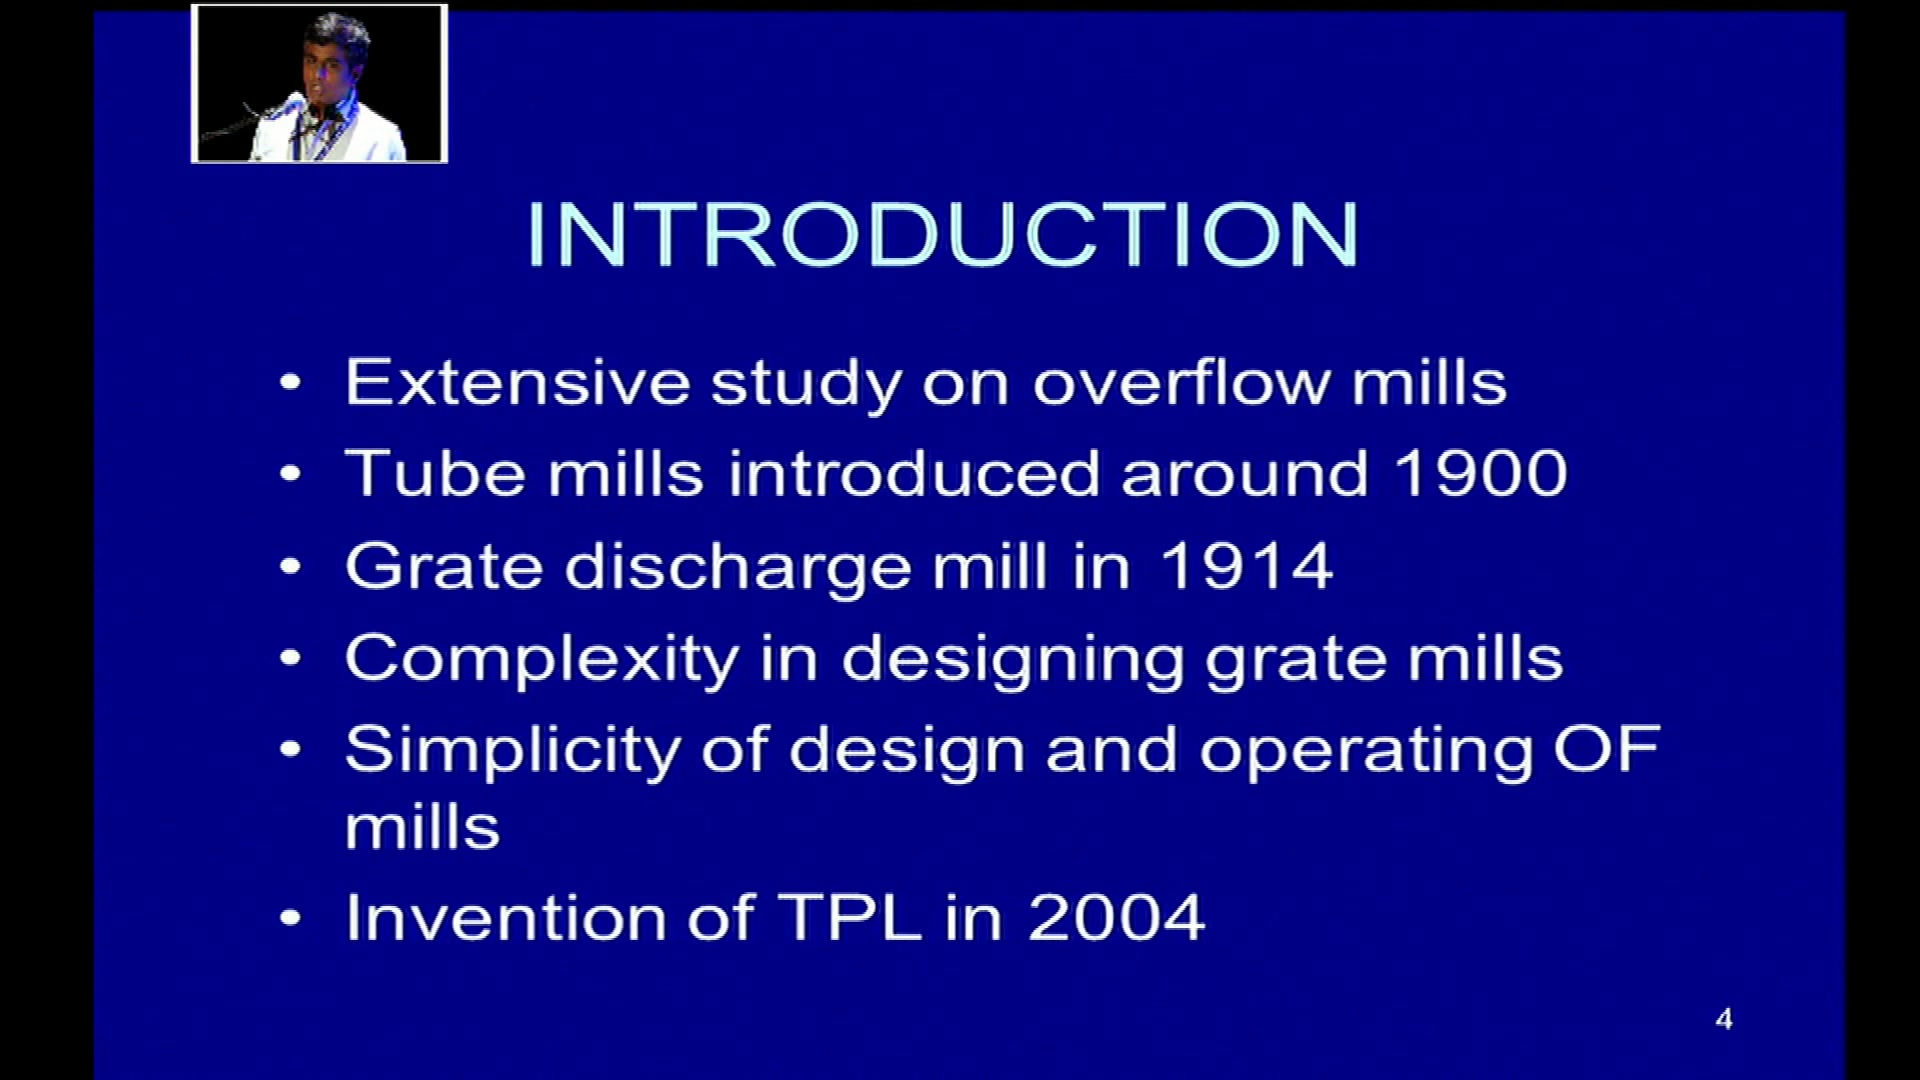 INTRODUCTION
• Extensive study on overflow mills
• Tube mills introduced around 1900
• Grate discharge mill in 1914
• Complexity in designing grate mills
• Simplicity of design and operating OF
mills
• Invention of TPL in 2004
4